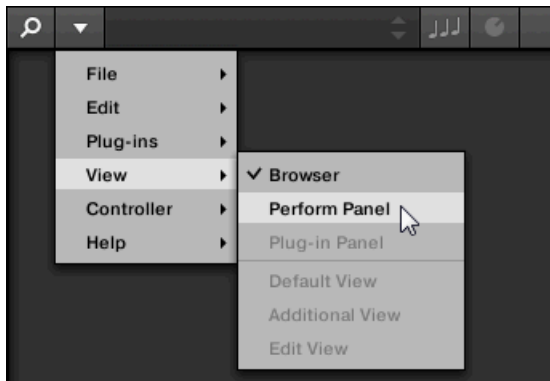 File
Edit
Plug-ins
View
Controller
Help
Browser
Perform Panel
Plug-in Panel
Default View
Additional View
Edit View